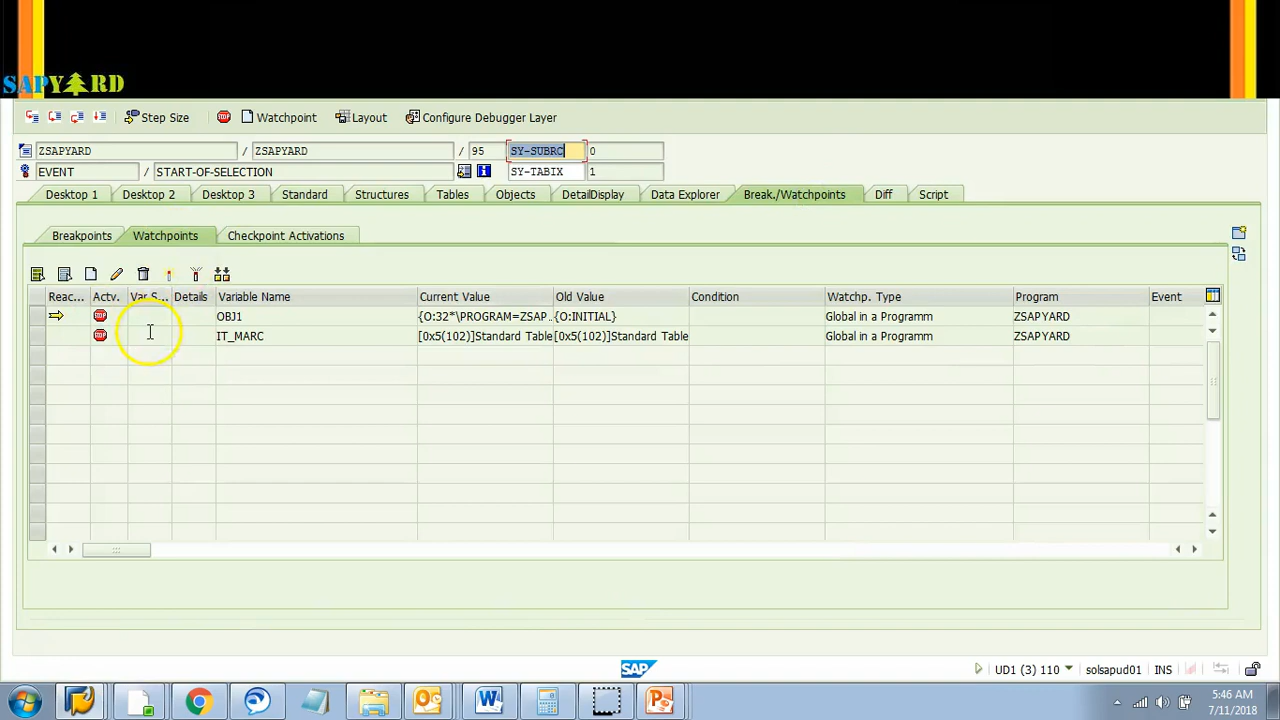 SAPYARD
Step Size Watchpoint Layout Configure Debugger Layer
ZSAPYARD / ZSAPYARD / 95 SY-SUBRC 0
EVENT / START-OF-SELECTION SY-TABIX 1
Desktop 1 Desktop 2 Desktop 3 Standard Structures Tables Objects DetailDisplay Data Explorer Break./Watchpoints Diff Script
Breakpoints Watchpoints Checkpoint Activations
Reac... Actv. Var S... Details Variable Name Current Value Old Value Condition Watchp. Type Program Event
OBJ1 {O:32*\PROGRAM=ZSAP... {O:INITIAL} Global in a Programm ZSAPYARD
IT_MARC [0x5(102)]Standard Table [0x5(102)]Standard Table Global in a Programm ZSAPYARD
SAP UD1 (3) 110 solsapud01 INS
5:46 AM
7/11/2018